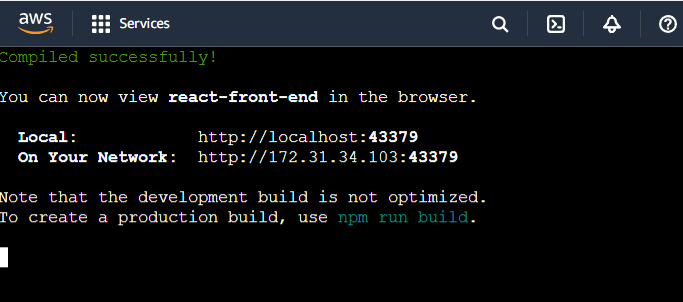 aws
Services
Compiled successfully!
You can now view react-front-end in the browser.
Local: http://localhost:43379
On Your Network: http://172.31.34.103:43379
Note that the development build is not optimized.
To create a production build, use npm run build.